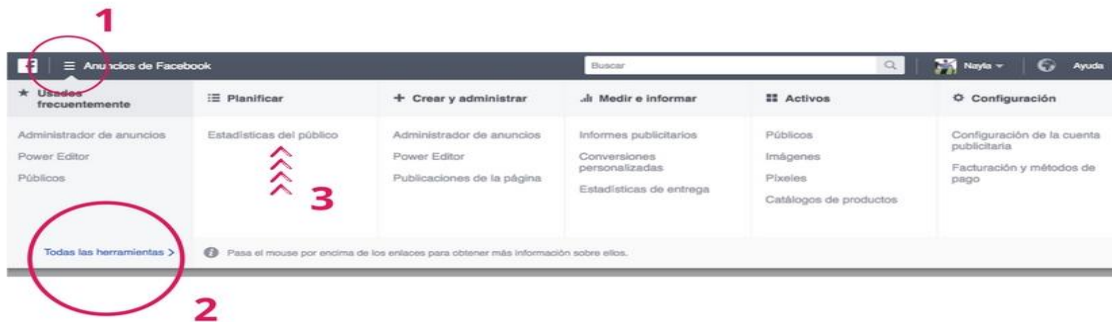 1
f ☰ Anuncios de Facebook Buscar Nayla Ayuda
★ Usados frecuentemente
Planificar
+ Crear y administrar
Medir e informar
Activos
Configuración
Administrador de anuncios
Power Editor
Públicos
Estadísticas del público
Administrador de anuncios
Power Editor
Publicaciones de la página
Informes publicitarios
Conversiones
personalizadas
Estadísticas de entrega
Públicos
Imágenes
Píxeles
Catálogos de productos
Configuración de la cuenta
publicitaria
Facturación y métodos de
pago
3
Todas las herramientas >
Pasa el mouse por encima de los enlaces para obtener más información sobre ellos.
2